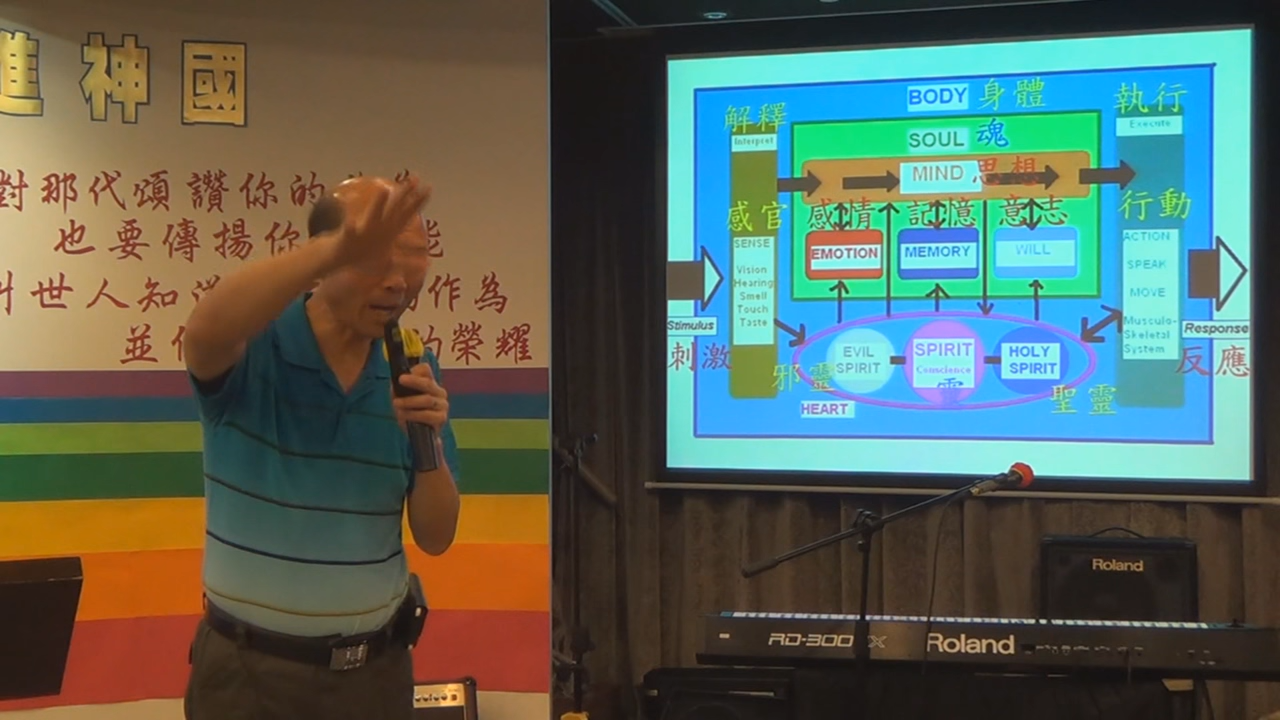 進神國
對那代頌讚你的
也要傳揚你 能
叫世人知道 作為
並 的榮耀
BODY 身體
解釋
Interpret
執行
Execute
SOUL 魂
MIND 思想
感官
感情 記憶 意志
行動
SENSE
Vision
Hearing
Smell
Touch
Taste
EMOTION
MEMORY
WILL
ACTION
SPEAK
MOVE
Musculo-
Skeletal
System
Stimulus
刺激
Response
反應
EVIL
SPIRIT
邪靈
SPIRIT
Conscience
靈
HOLY
SPIRIT
聖靈
HEART
Roland
RD-300GX Roland